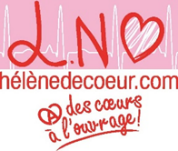 L.N
hélènedecoeur.com
des cœurs
à l'ouvrage!